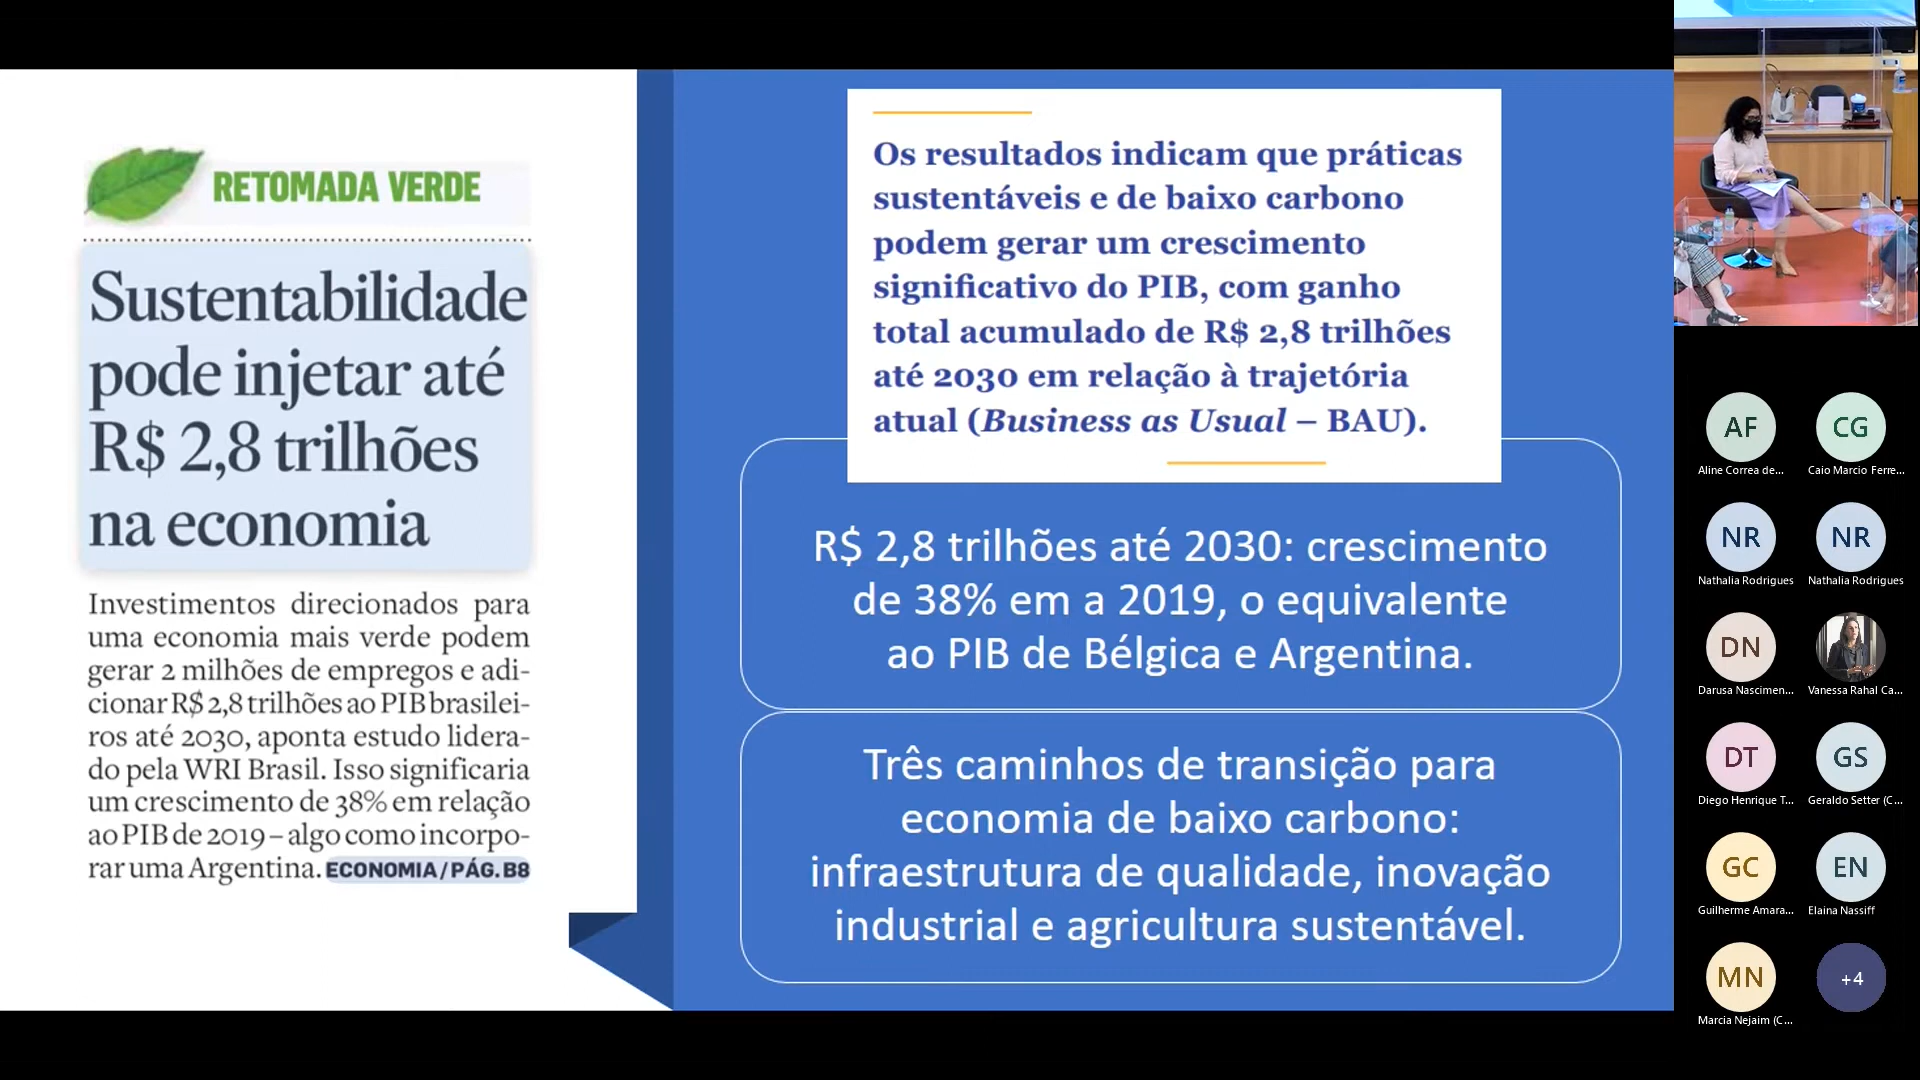 RETOMADA VERDE
Sustentabilidade
pode injetar até
R$ 2,8 trilhões
na economia
Investimentos direcionados para
uma economia mais verde podem
gerar 2 milhões de empregos e adi-
cionar R$ 2,8 trilhões ao PIB brasilei-
ros até 2030, aponta estudo lidera-
do pela WRI Brasil. Isso significaria
um crescimento de 38% em relação
ao PIB de 2019 – algo como incorpo-
rar uma Argentina. ECONOMIA / PÁG. B8
Os resultados indicam que práticas
sustentáveis e de baixo carbono
podem gerar um crescimento
significativo do PIB, com ganho
total acumulado de R$ 2,8 trilhões
até 2030 em relação à trajetória
atual (Business as Usual – BAU).
R$ 2,8 trilhões até 2030: crescimento
de 38% em a 2019, o equivalente
ao PIB de Bélgica e Argentina.
Três caminhos de transição para
economia de baixo carbono:
infraestrutura de qualidade, inovação
industrial e agricultura sustentável.
AF CG
Aline Correa de... Caio Marcio Ferre...
NR NR
Nathalia Rodrigues Nathalia Rodrigues
DN
Darusa Nascimen... Vanessa Rahal Ca...
DT GS
Diego Henrique T... Geraldo Setter (C...
GC EN
Guilherme Amara... Elaina Nassiff
MN +4
Marcia Nejaim (C...